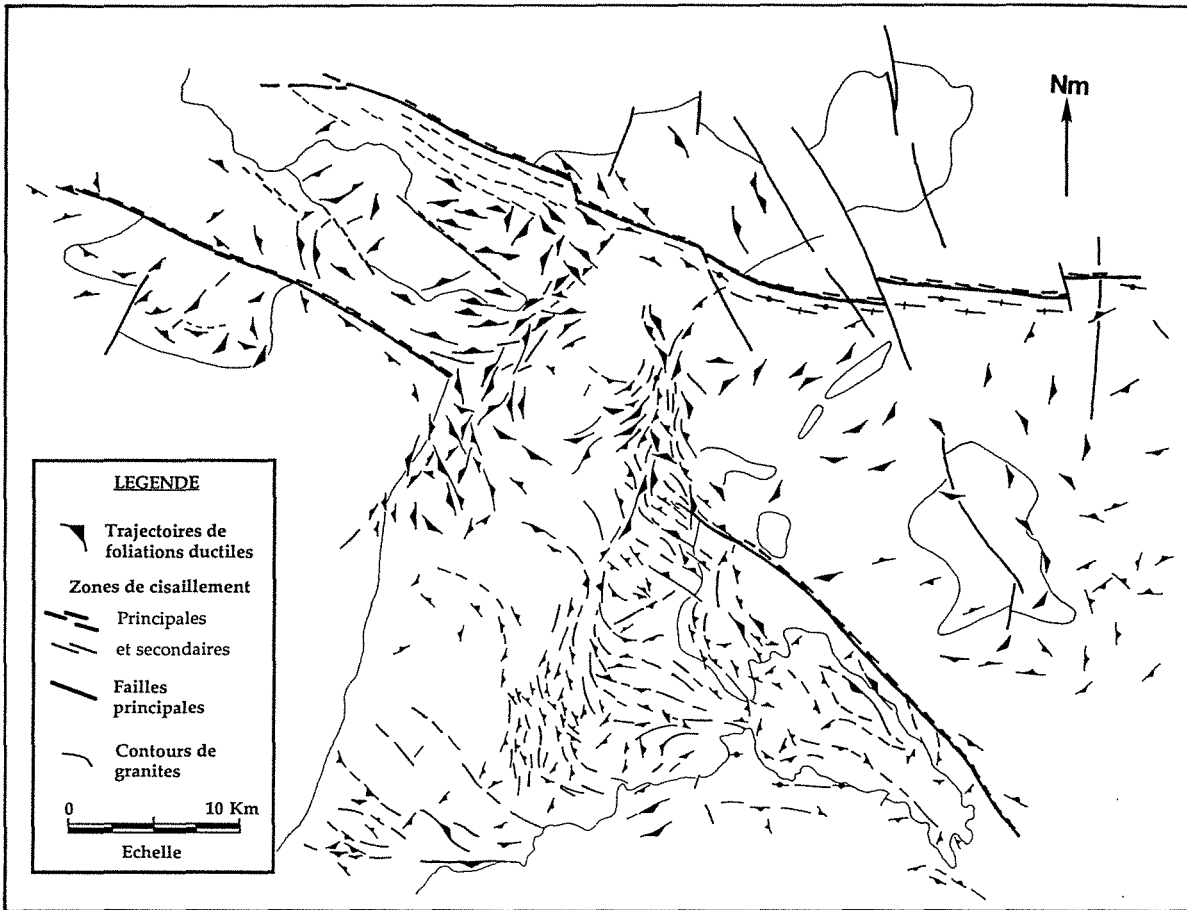 Nm
LEGENDE
Trajectoires de
foliations ductiles
Zones de cisaillement
Principales
et secondaires
Failles
principales
Contours de
granites
0 10 Km
Echelle